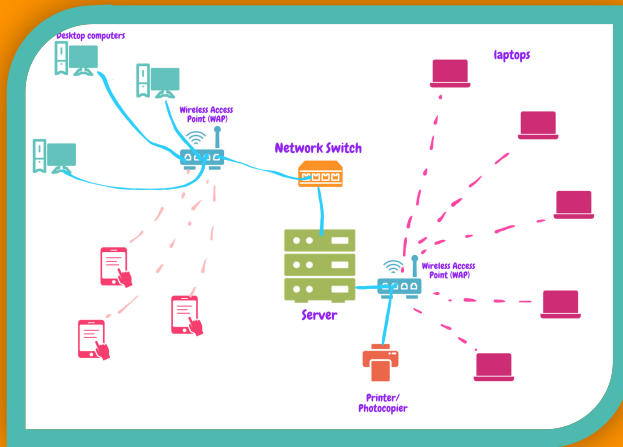 Desktop computers
laptops
Wireless Access
Point (WAP)
Network Switch
Wireless Access
Point (WAP)
Server
Printer/
Photocopier